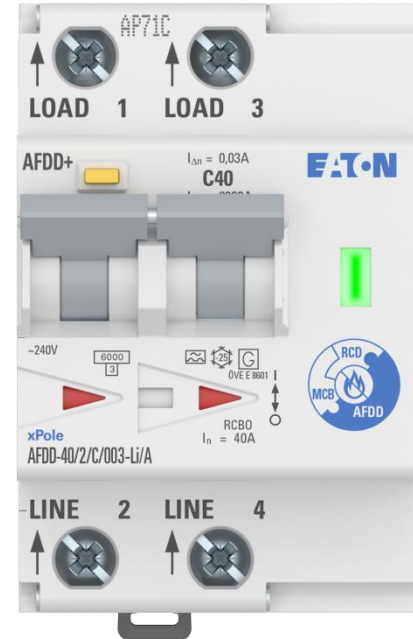 AP71C
LOAD 1 LOAD 3
AFDD+
IΔn = 0,03A
C40
EATON
~240V
6000
3
-25
G
ÖVE E 8601
I
O
RCD
MCB
AFDD
xPole
RCBO
In = 40A
AFDD-40/2/C/003-Li/A
LINE 2 LINE 4